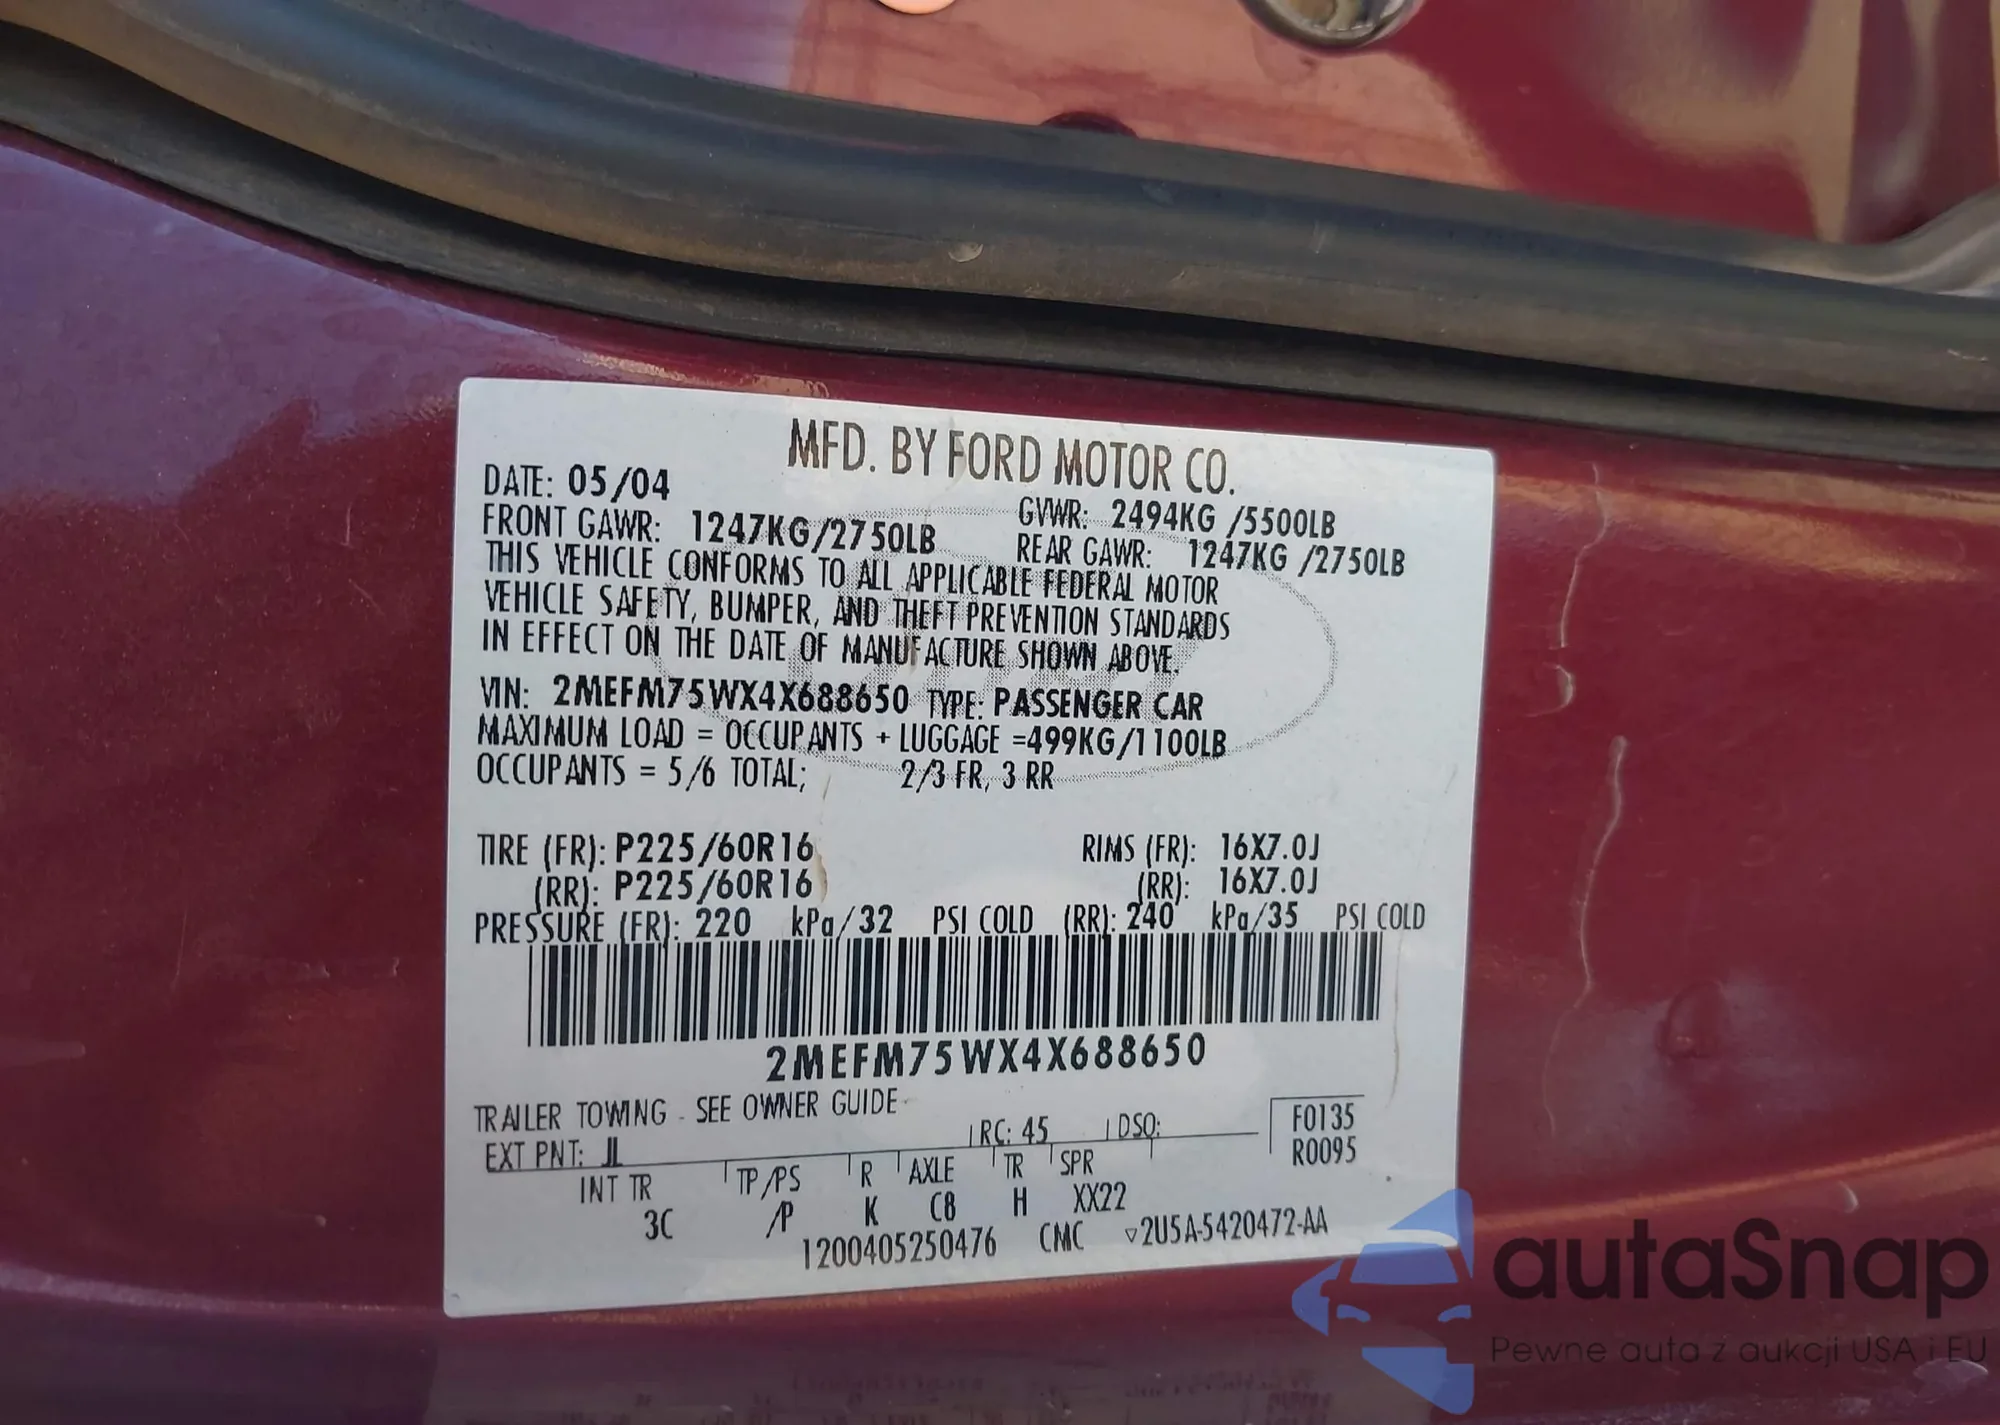 MFD. BY FORD MOTOR CO.
DATE: 05/04
GVWR: 2494KG /5500LB
FRONT GAWR: 1247KG/2750LB
REAR GAWR: 1247KG /2750LB
THIS VEHICLE CONFORMS TO ALL APPLICABLE FEDERAL MOTOR
VEHICLE SAFETY, BUMPER, AND THEFT PREVENTION STANDARDS
IN EFFECT ON THE DATE OF MANUFACTURE SHOWN ABOVE.
VIN: 2MEFM75WX4X688650 TYPE: PASSENGER CAR
MAXIMUM LOAD = OCCUPANTS + LUGGAGE =499KG/1100LB
OCCUPANTS = 5/6 TOTAL; 2/3 FR, 3 RR
TIRE (FR): P225/60R16 RIMS (FR): 16X7.0J
(RR): P225/60R16 (RR): 16X7.0J
PRESSURE (FR): 220 kPa/32 PSI COLD (RR): 240 kPa/35 PSI COLD
2MEFM75WX4X688650
TRAILER TOWING - SEE OWNER GUIDE
EXT PNT: JL RC: 45 DSO: F0135
R0095
INT TR TP/PS R AXLE TR SPR
3C /P K C8 H XX22
1200405250476 CMC ▽2U5A-5420472-AA
autoSnap
Pewne auta z aukcji USA i EU